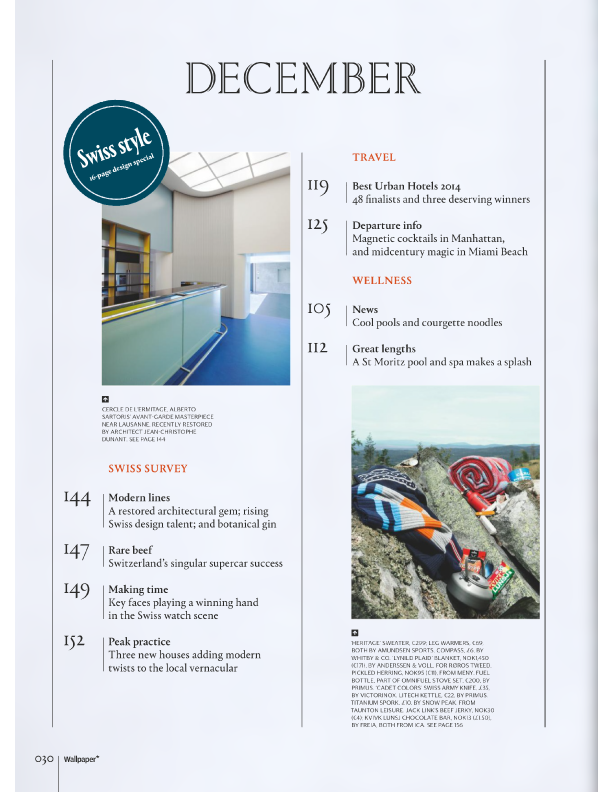 DECEMBER
Swiss style
16-page design special
CERCLE DE L'ERMITAGE, ALBERTO
SARTORIS' AVANT-GARDE MASTERPIECE
NEAR LAUSANNE, RECENTLY RESTORED
BY ARCHITECT JEAN-CHRISTOPHE
DUNANT, SEE PAGE 144
SWISS SURVEY
144 Modern lines
A restored architectural gem; rising
Swiss design talent; and botanical gin
147 Rare beef
Switzerland's singular supercar success
149 Making time
Key faces playing a winning hand
in the Swiss watch scene
152 Peak practice
Three new houses adding modern
twists to the local vernacular
TRAVEL
119 Best Urban Hotels 2014
48 finalists and three deserving winners
125 Departure info
Magnetic cocktails in Manhattan,
and midcentury magic in Miami Beach
WELLNESS
105 News
Cool pools and courgette noodles
112 Great lengths
A St Moritz pool and spa makes a splash
'HERITAGE' SWEATER, €299; LEG WARMERS, €89,
BOTH BY AMUNDSEN SPORTS. COMPASS, £6, BY
WHITBY & CO. 'LYNILD PLAID' BLANKET, NOK1,450
(€171), BY ANDERSSEN & VOLL, FOR RØROS TWEED.
PICKLED HERRING, NOK95 (€11), FROM MENY. FUEL
BOTTLE, PART OF OMNIFUEL STOVE SET, €200, BY
PRIMUS. 'CADET COLORS' SWISS ARMY KNIFE, £35,
BY VICTORINOX. LITECH KETTLE, €22, BY PRIMUS.
TITANIUM SPORK, £10, BY SNOW PEAK, FROM
TAUNTON LEISURE. JACK LINK'S BEEF JERKY, NOK30
(€4); KVIKK LUNSJ CHOCOLATE BAR, NOK13 (£1.50),
BY FREIA, BOTH FROM ICA. SEE PAGE 156
030 Wallpaper*